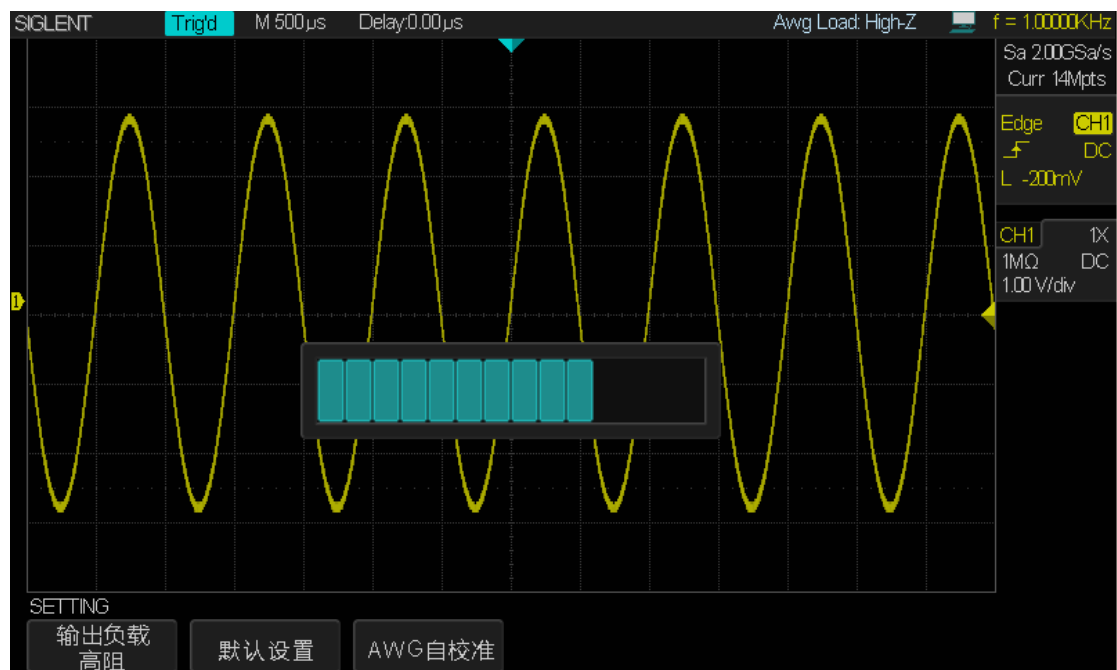 SIGLENT Trig'd M 500µs Delay:0.00µs Awg Load: High-Z f = 1.00000KHz
Sa 2.00GSa/s
Curr 14Mpts
Edge CH1
DC
L -200mV
CH1 1X
1MΩ DC
1.00 V/div
1
SETTING
输出负载
高阻
默认设置
AWG自校准